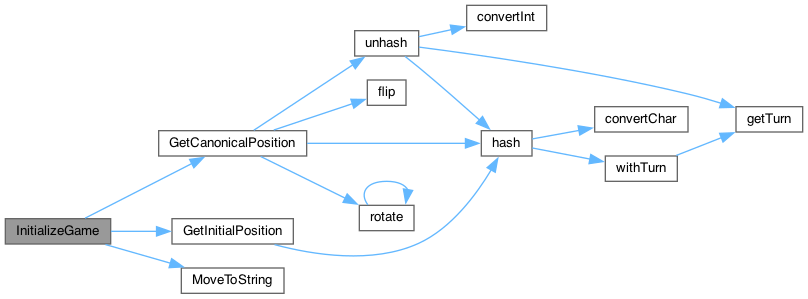 InitializeGame
GetCanonicalPosition
GetInitialPosition
MoveToString
unhash
flip
rotate
convertInt
hash
convertChar
withTurn
getTurn